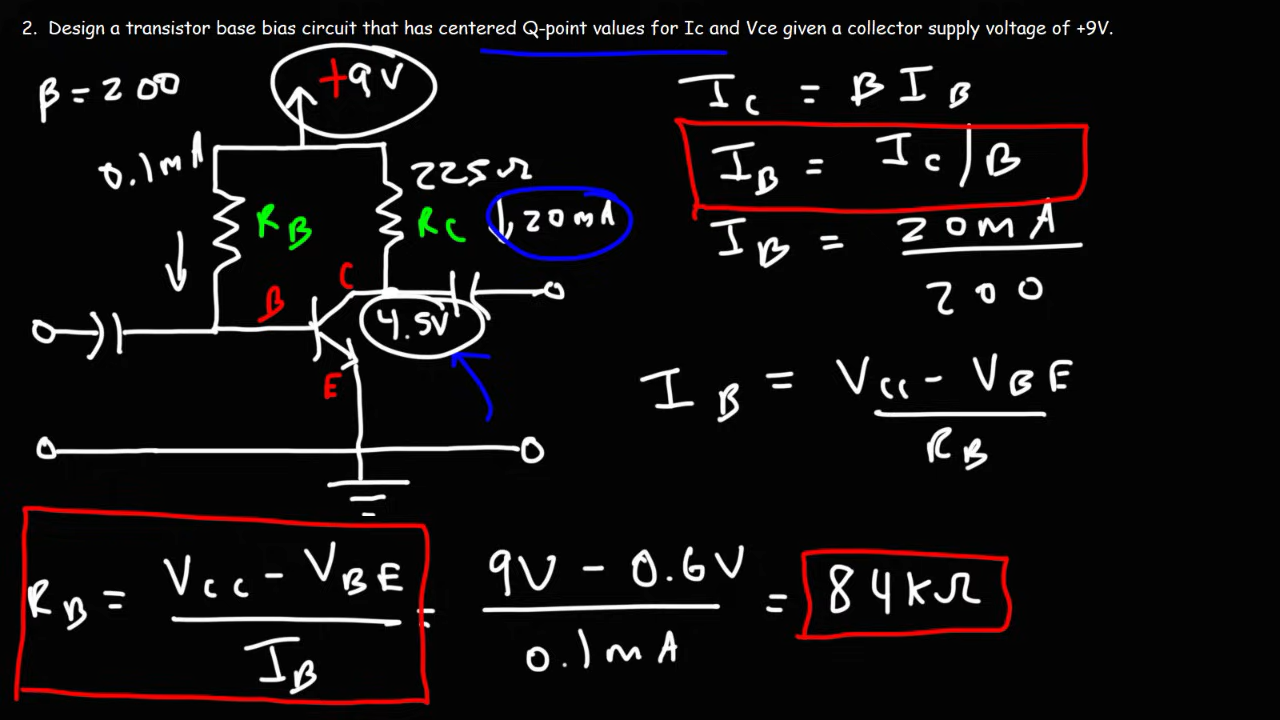 2. Design a transistor base bias circuit that has centered Q-point values for Ic and Vce given a collector supply voltage of +9V.
β = 200
+9V
0.1mA
225Ω
RB
RC
20mA
B
C
4.5V
E
IC = βIB
IB = IC/β
IB = 20mA / 200
IB = VCC - VBE / RB
RB = VCC - VBE / IB = 9V - 0.6V / 0.1mA = 84kΩ